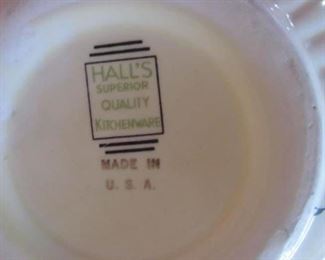 HALL'S
SUPERIOR
QUALITY
KITCHENWARE
MADE IN
U. S. A.